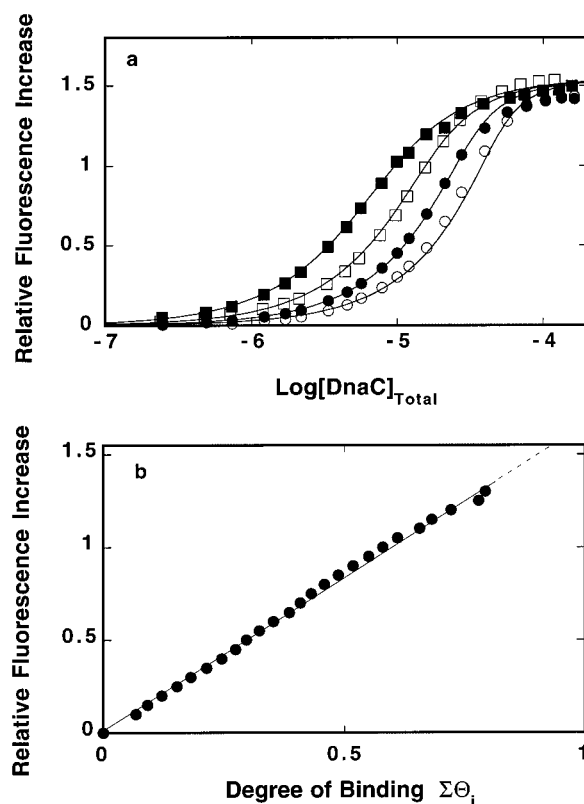 a
Relative Fluorescence Increase
1.5
1
0.5
0
-7
-6
-5
-4
Log[DnaC]Total
b
Relative Fluorescence Increase
1.5
1
0.5
0
0
0.5
1
Degree of Binding ΣΘi